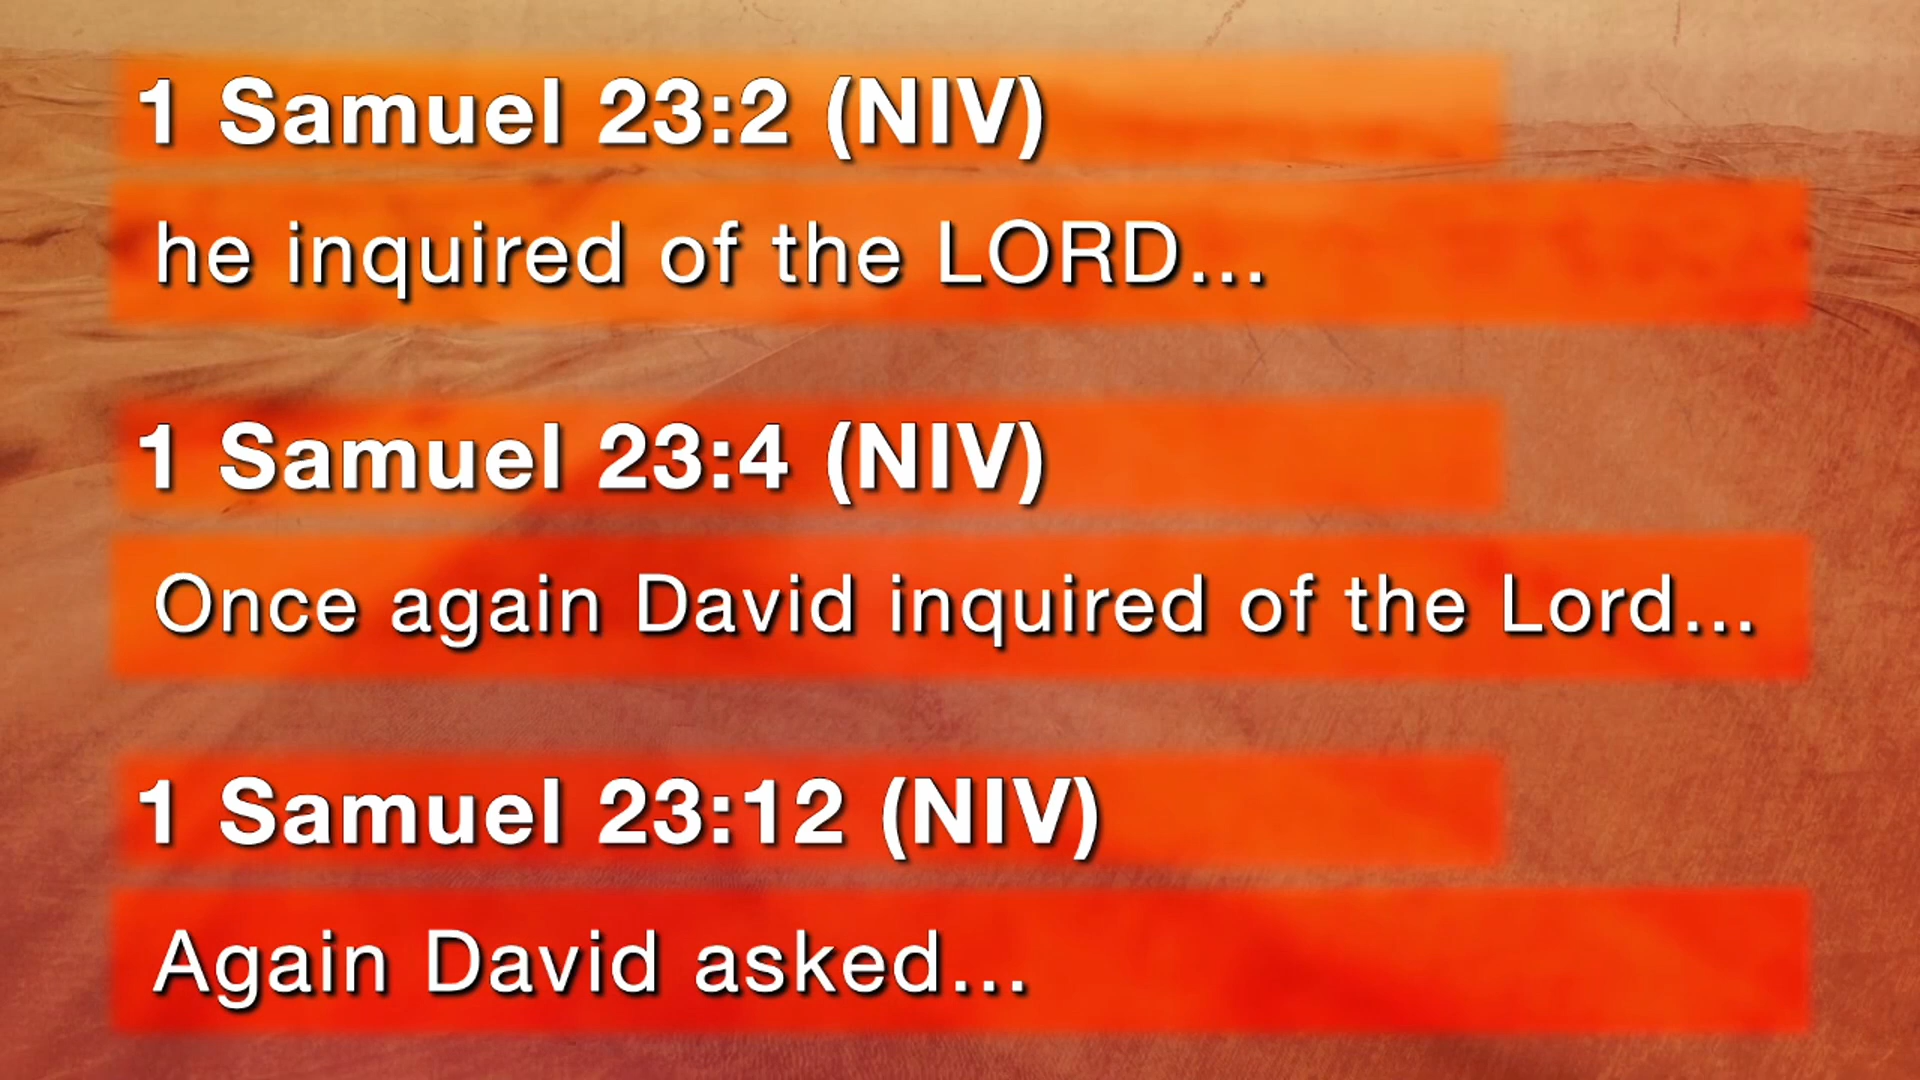 1 Samuel 23:2 (NIV)
he inquired of the LORD...
1 Samuel 23:4 (NIV)
Once again David inquired of the Lord...
1 Samuel 23:12 (NIV)
Again David asked...